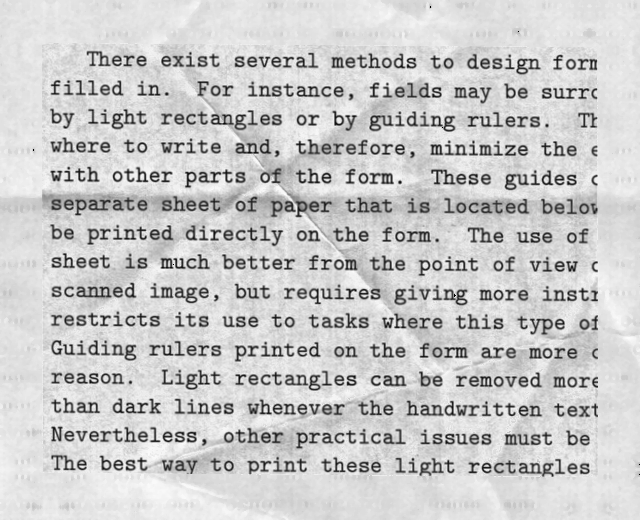 There exist several methods to design
filled in. For instance, fields may be
by light rectangles or by guiding rulers.
where to write and, therefore, minimize the
with other parts of the form. These guides
separate sheet of paper that is located
be printed directly on the form. The use of
sheet is much better from the point of view
scanned image, but requires giving more
restricts its use to tasks where this type of
Guiding rulers printed on the form are more
reason. Light rectangles can be removed more
than dark lines whenever the handwritten text
Nevertheless, other practical issues must be
The best way to print these light rectangles